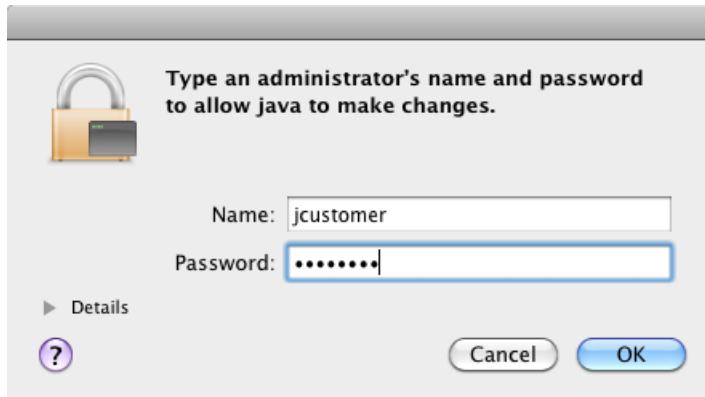 Type an administrator's name and password
to allow java to make changes.
Name: jcustomer
Password: ••••••••
Details
?
Cancel
OK